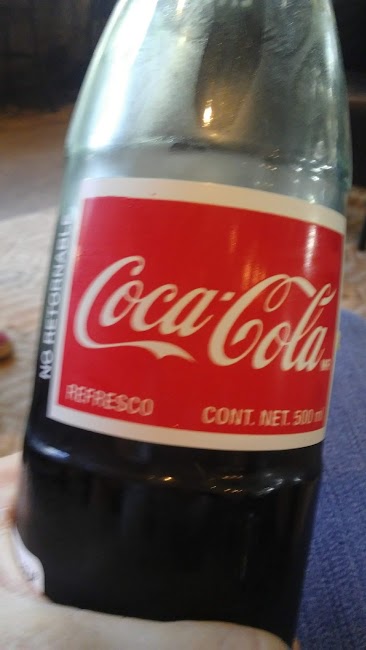 Coca-Cola
REFRESCO
CONT. NET. 500 ml
NO RETORNABLE